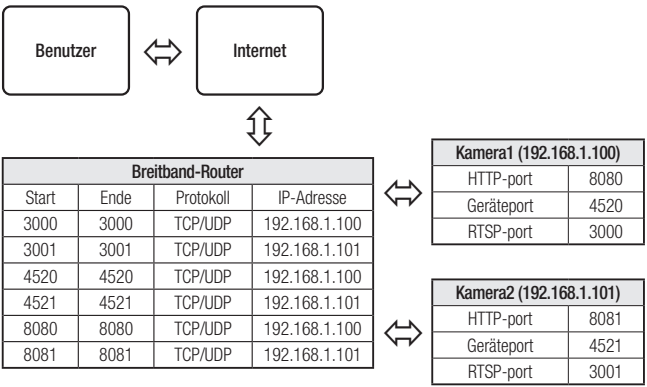 Benutzer
Internet
Breitband-Router
Start Ende Protokoll IP-Adresse
3000 3000 TCP/UDP 192.168.1.100
3001 3001 TCP/UDP 192.168.1.101
4520 4520 TCP/UDP 192.168.1.100
4521 4521 TCP/UDP 192.168.1.101
8080 8080 TCP/UDP 192.168.1.100
8081 8081 TCP/UDP 192.168.1.101
Kamera1 (192.168.1.100)
HTTP-port 8080
Geräteport 4520
RTSP-port 3000
Kamera2 (192.168.1.101)
HTTP-port 8081
Geräteport 4521
RTSP-port 3001